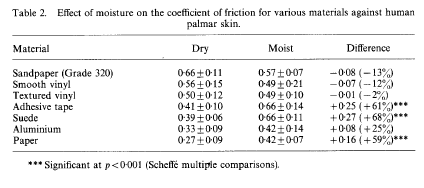 Table 2. Effect of moisture on the coefficient of friction for various materials against human
palmar skin.
Material Dry Moist Difference
Sandpaper (Grade 320) 0·66±0·11 0·57±0·07 −0·08 (−13%)
Smooth vinyl 0·56±0·15 0·49±0·21 −0·07 (−12%)
Textured vinyl 0·50±0·12 0·49±0·10 −0·01 (−2%)
Adhesive tape 0·41±0·10 0·66±0·14 +0·25 (+61%)***
Suede 0·39±0·06 0·66±0·11 +0·27 (+68%)***
Aluminium 0·33±0·09 0·42±0·14 +0·08 (+25%)
Paper 0·27±0·09 0·42±0·07 +0·16 (+59%)***
*** Significant at p<0·001 (Scheffé multiple comparisons).